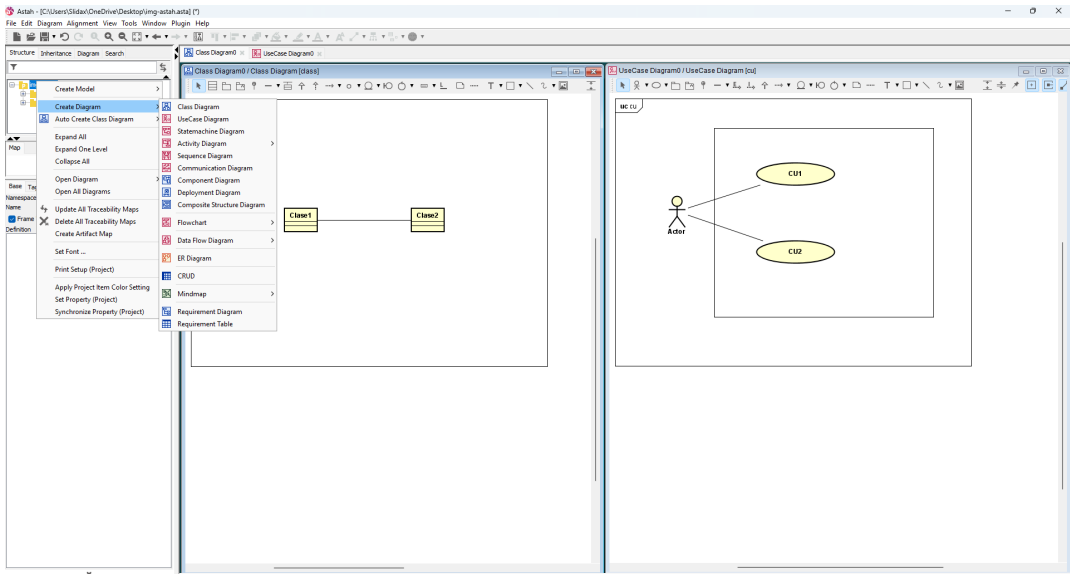 Astah - [C:\Users\Slidax\OneDrive\Desktop\img-astah.asta] (*)
File Edit Diagram Alignment View Tools Window Plugin Help
Structure Inheritance Diagram Search
Class Diagram0 × UseCase Diagram0 ×
Class Diagram0 / Class Diagram [class]
UseCase Diagram0 / UseCase Diagram [cu]
Map
Base
Namespace
Name
Frame
Definition
Create Model
Create Diagram
Auto Create Class Diagram
Expand All
Expand One Level
Collapse All
Open Diagram
Open All Diagrams
Update All Traceability Maps
Delete All Traceability Maps
Create Artifact Map
Set Font ...
Print Setup (Project)
Apply Project Item Color Setting
Set Property (Project)
Synchronize Property (Project)
Class Diagram
UseCase Diagram
Statemachine Diagram
Activity Diagram
Sequence Diagram
Communication Diagram
Component Diagram
Deployment Diagram
Composite Structure Diagram
Flowchart
Data Flow Diagram
ER Diagram
CRUD
Mindmap
Requirement Diagram
Requirement Table
Clase1
Clase2
uc cu
CU1
Actor
CU2